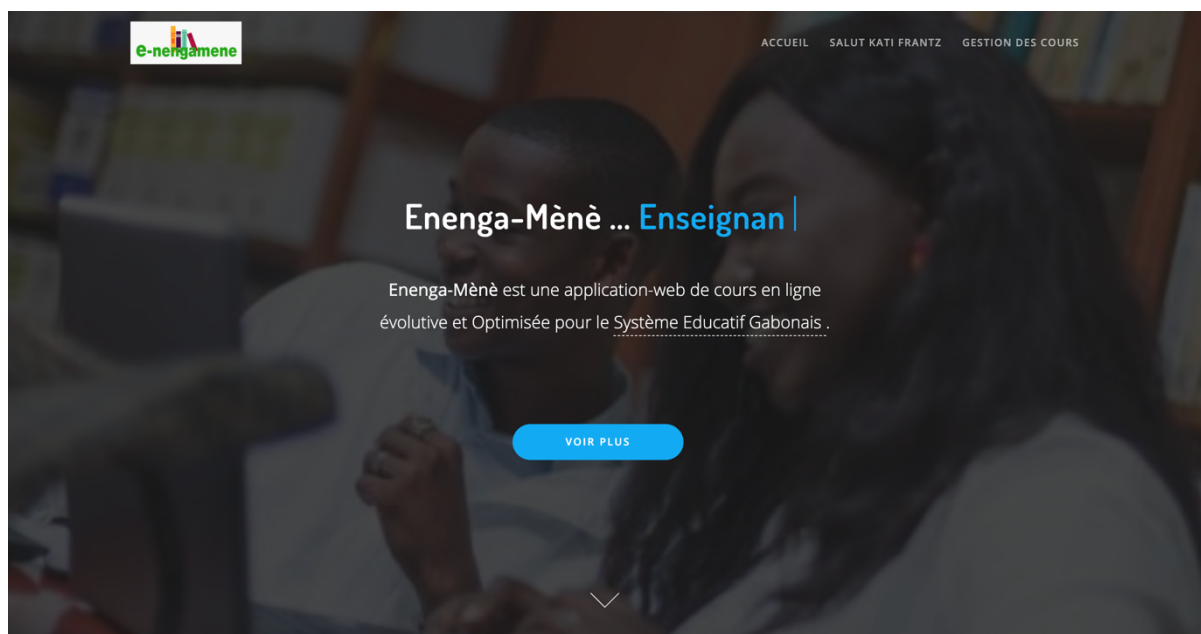 e-nengamene
ACCUEIL SALUT KATI FRANTZ GESTION DES COURS
Enenga-Mènè ... Enseignan
Enenga-Mènè est une application-web de cours en ligne
évolutive et Optimisée pour le Système Educatif Gabonais .
VOIR PLUS